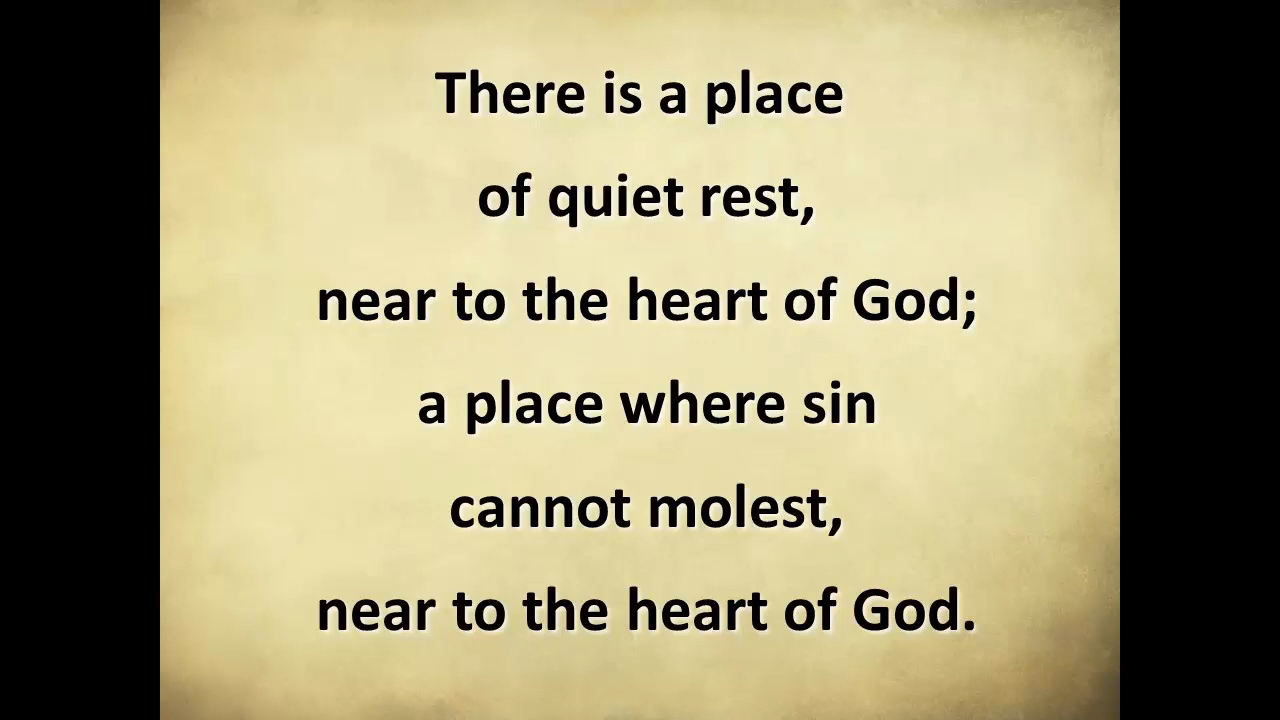 There is a place
of quiet rest,
near to the heart of God;
a place where sin
cannot molest,
near to the heart of God.